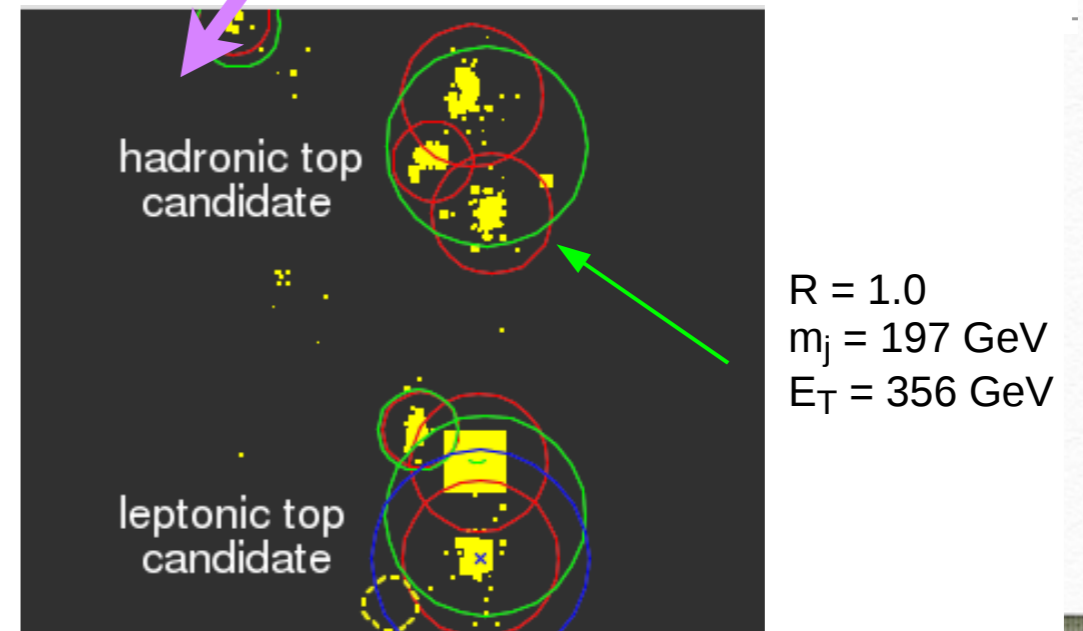 hadronic top
candidate
R = 1.0
mj = 197 GeV
ET = 356 GeV
leptonic top
candidate